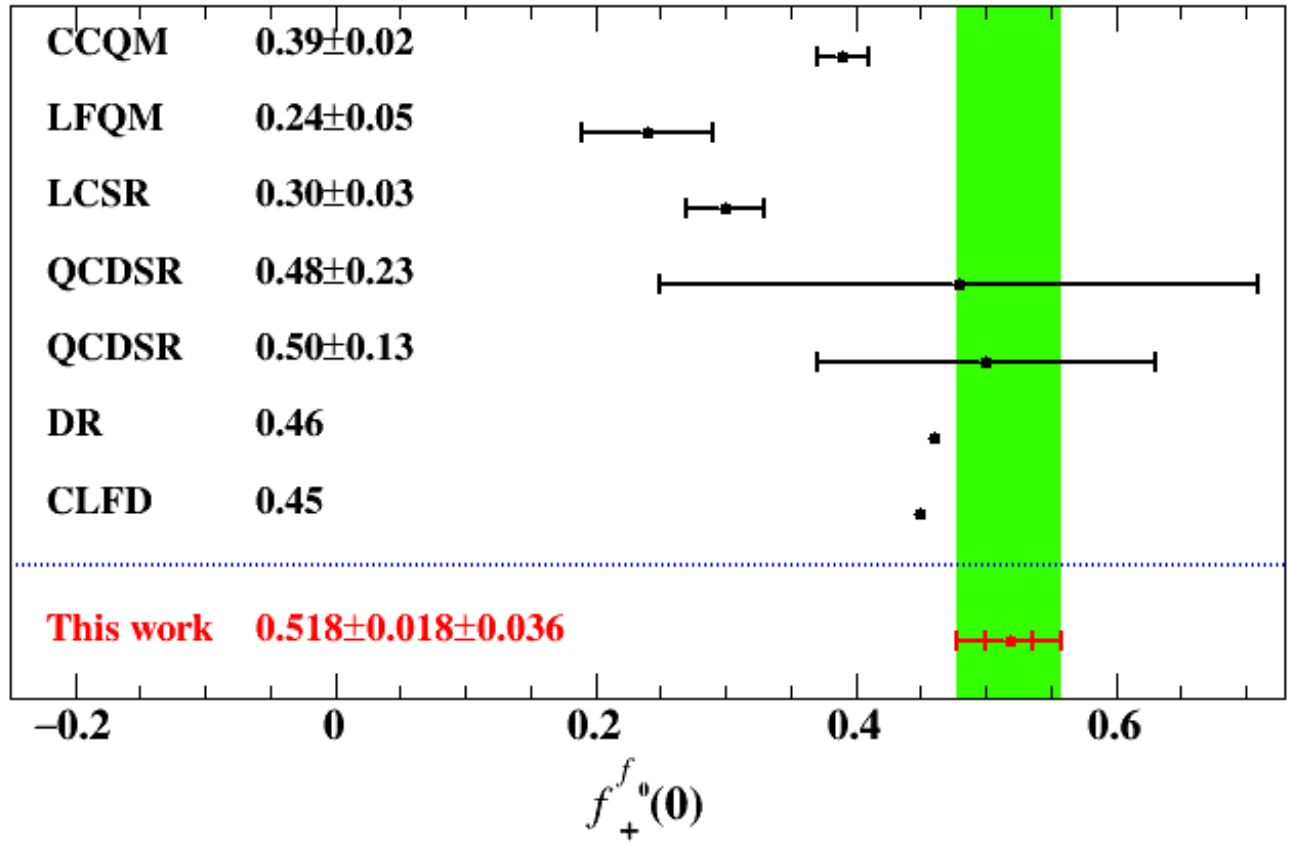 CCQM 0.39±0.02
LFQM 0.24±0.05
LCSR 0.30±0.03
QCDSR 0.48±0.23
QCDSR 0.50±0.13
DR 0.46
CLFD 0.45
This work 0.518±0.018±0.036
−0.2 0 0.2 0.4 0.6
f₊^{f₀}(0)